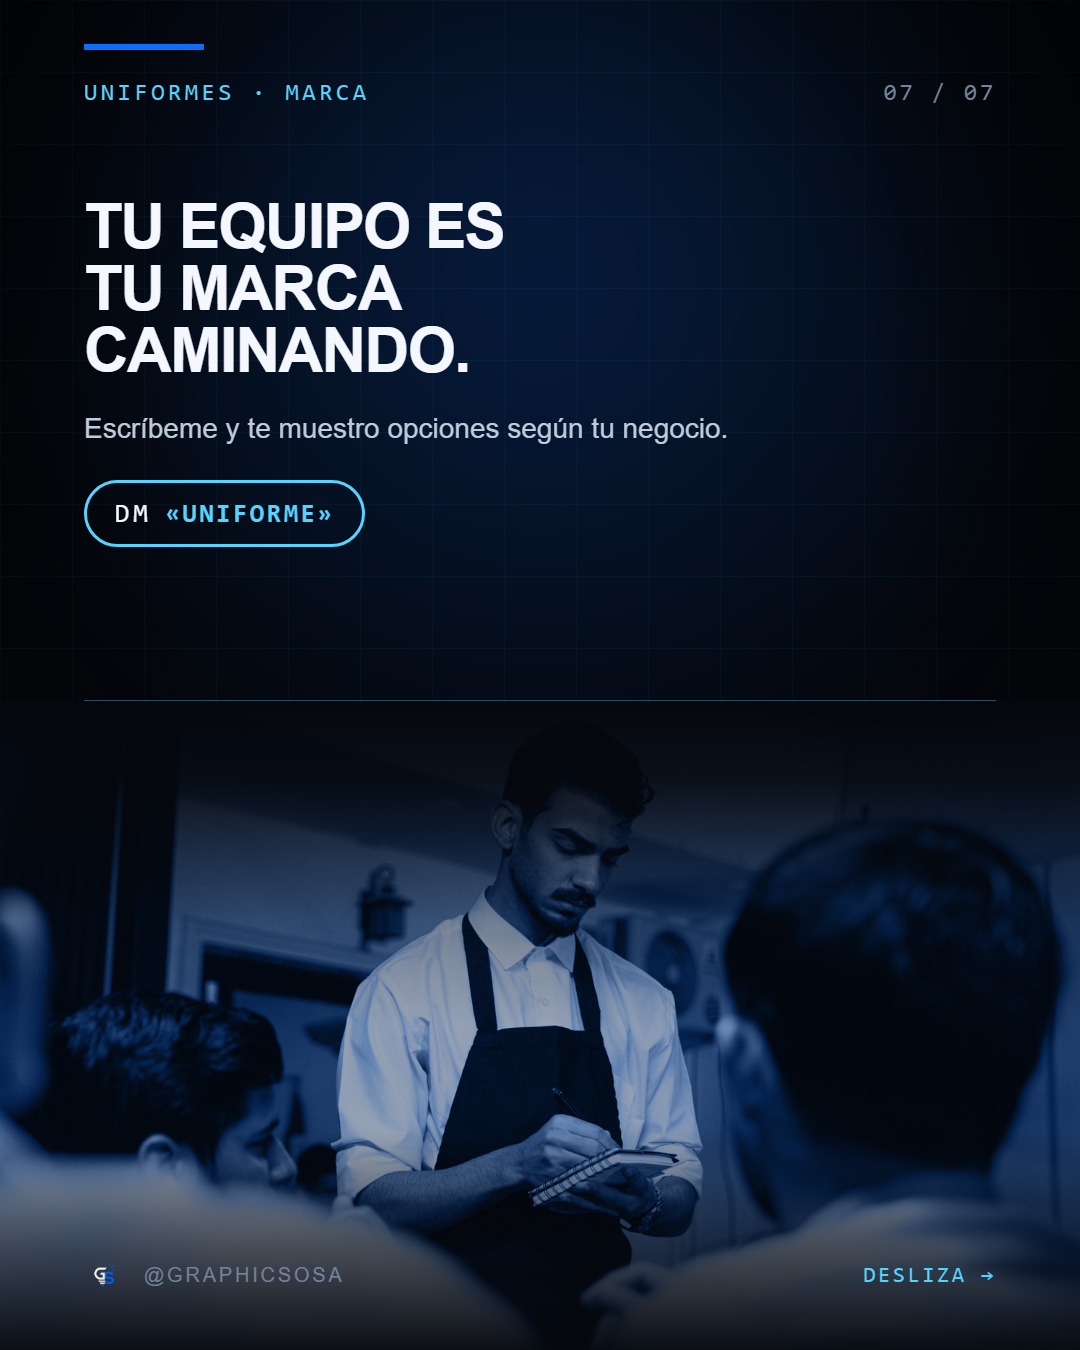 UNIFORMES · MARCA
07 / 07
TU EQUIPO ES
TU MARCA
CAMINANDO.
Escríbeme y te muestro opciones según tu negocio.
DM «UNIFORME»
GS
@GRAPHICSOSA
DESLIZA →